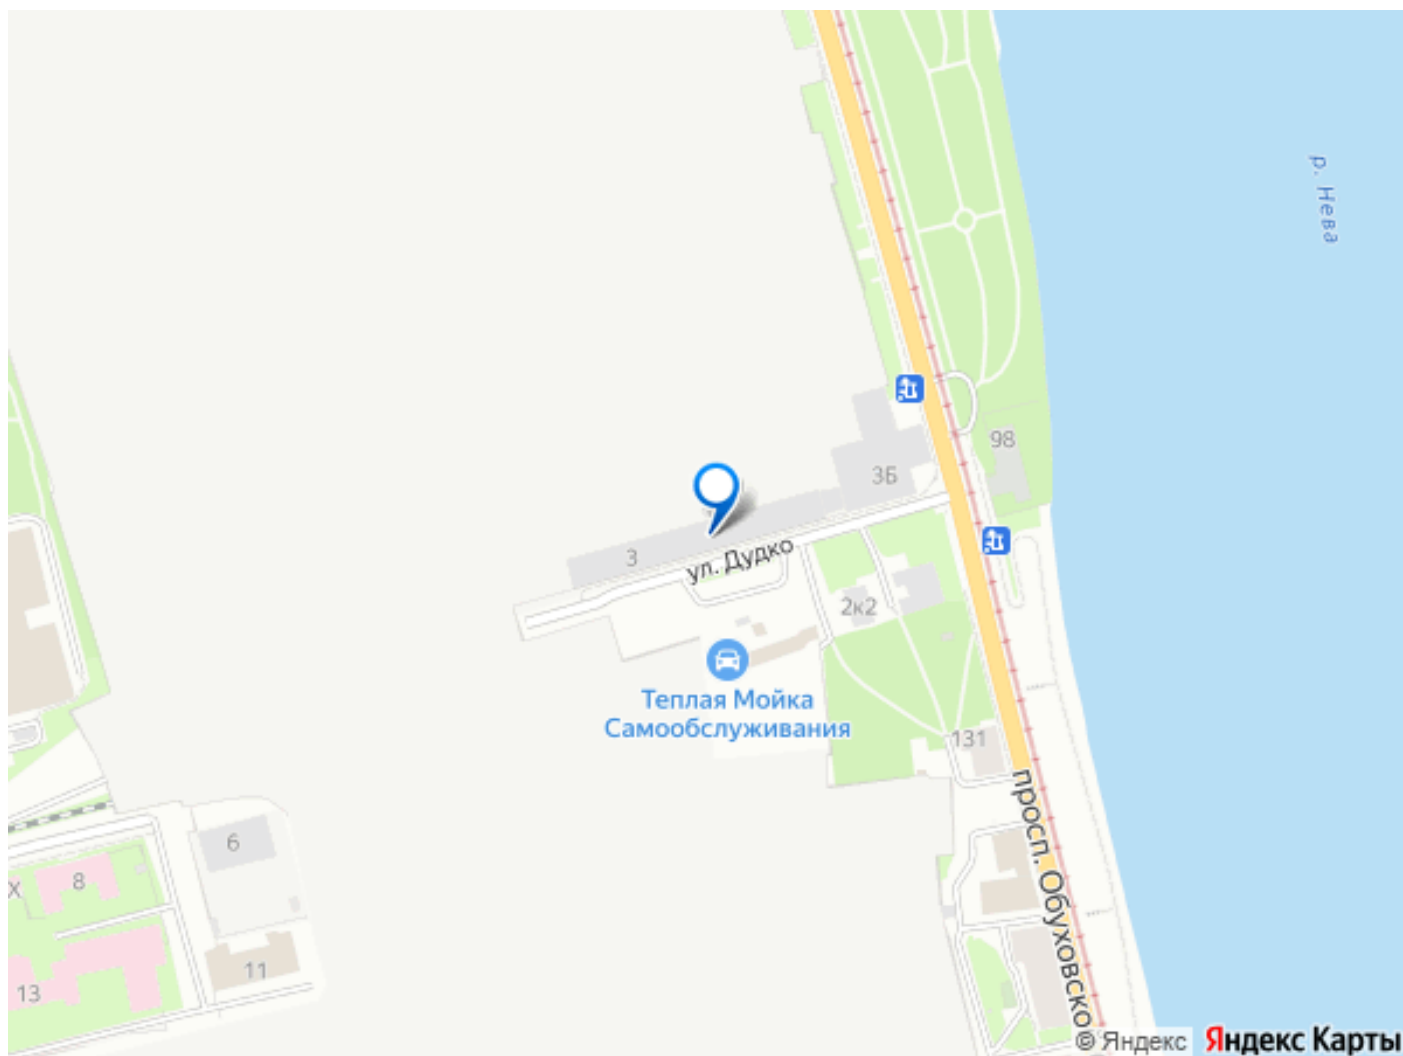 р. Нева
98
3Б
3
ул. Дудко
2к2
Теплая Мойка
Самообслуживания
131
просп. Обуховско
6
8
Х
11
13
© Яндекс
Яндекс Карты